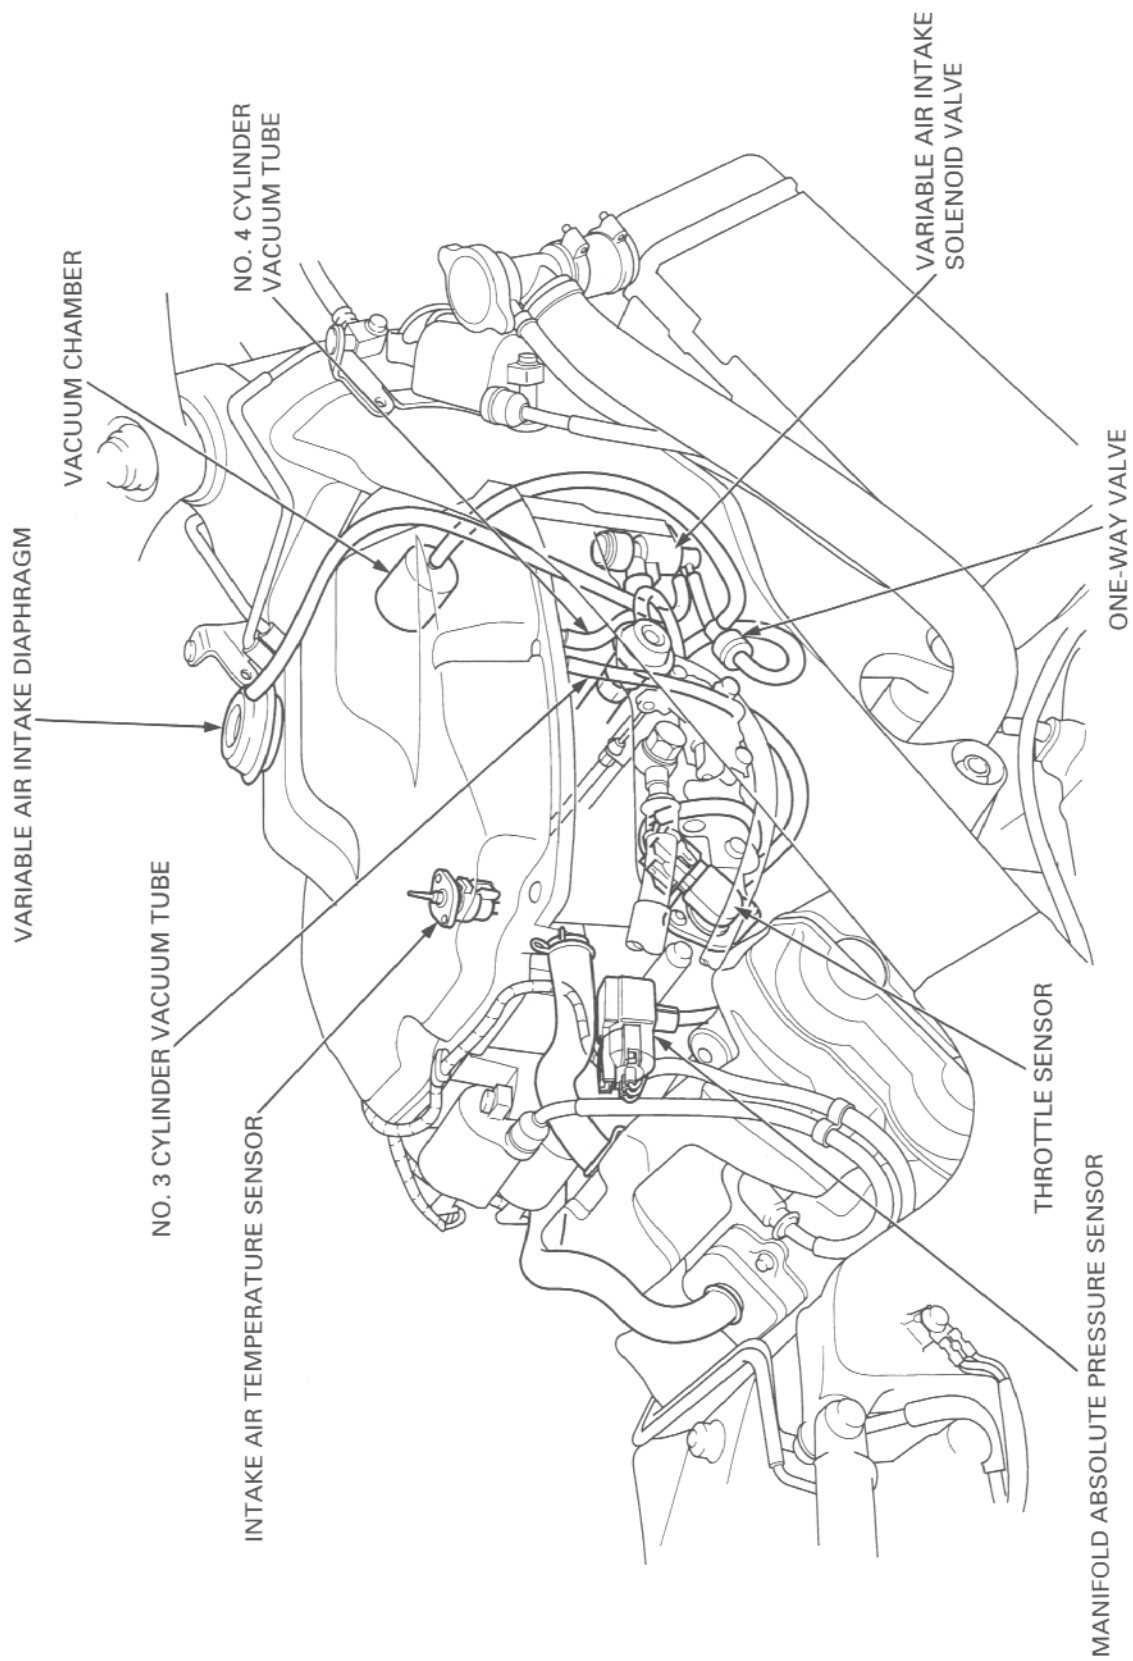 VARIABLE AIR INTAKE DIAPHRAGM
VACUUM CHAMBER
NO. 4 CYLINDER
VACUUM TUBE
NO. 3 CYLINDER VACUUM TUBE
INTAKE AIR TEMPERATURE SENSOR
VARIABLE AIR INTAKE
SOLENOID VALVE
ONE-WAY VALVE
THROTTLE SENSOR
MANIFOLD ABSOLUTE PRESSURE SENSOR